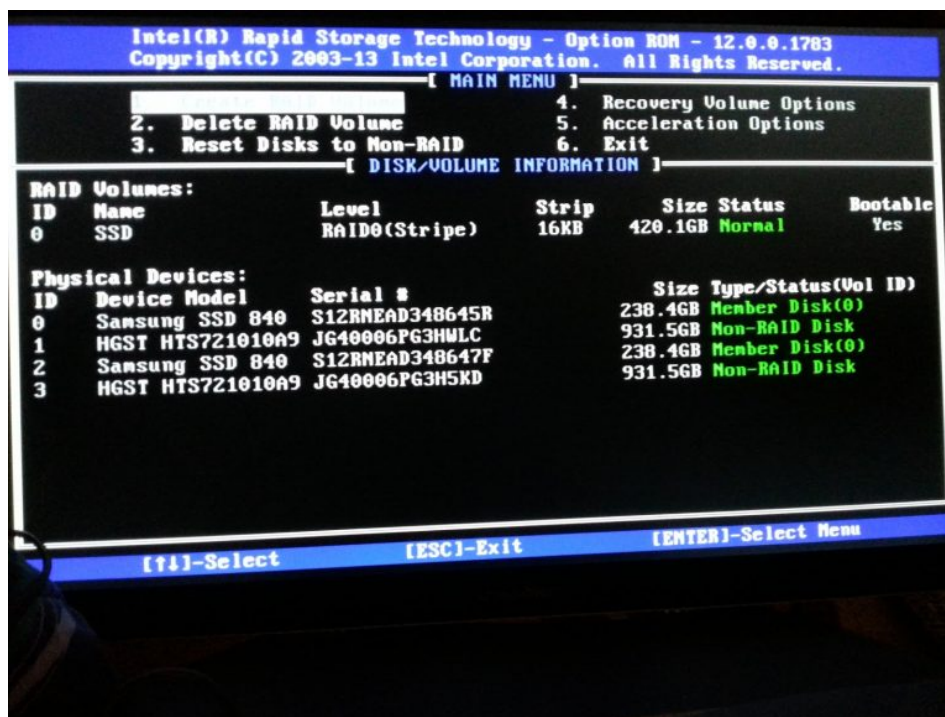 Intel(R) Rapid Storage Technology - Option ROM - 12.0.0.1783
Copyright(C) 2003-13 Intel Corporation. All Rights Reserved.
[ MAIN MENU ]
4. Recovery Volume Options
2. Delete RAID Volume 5. Acceleration Options
3. Reset Disks to Non-RAID 6. Exit
[ DISK/VOLUME INFORMATION ]
RAID Volumes:
ID Name Level Strip Size Status Bootable
0 SSD RAID0(Stripe) 16KB 420.1GB Normal Yes
Physical Devices:
ID Device Model Serial # Size Type/Status(Vol ID)
0 Samsung SSD 840 S12RNEAD348645R 238.4GB Member Disk(0)
1 HGST HTS721010A9 JG40006PG3HWLC 931.5GB Non-RAID Disk
2 Samsung SSD 840 S12RNEAD348647F 238.4GB Member Disk(0)
3 HGST HTS721010A9 JG40006PG3H5KD 931.5GB Non-RAID Disk
[↑↓]-Select [ESC]-Exit [ENTER]-Select Menu